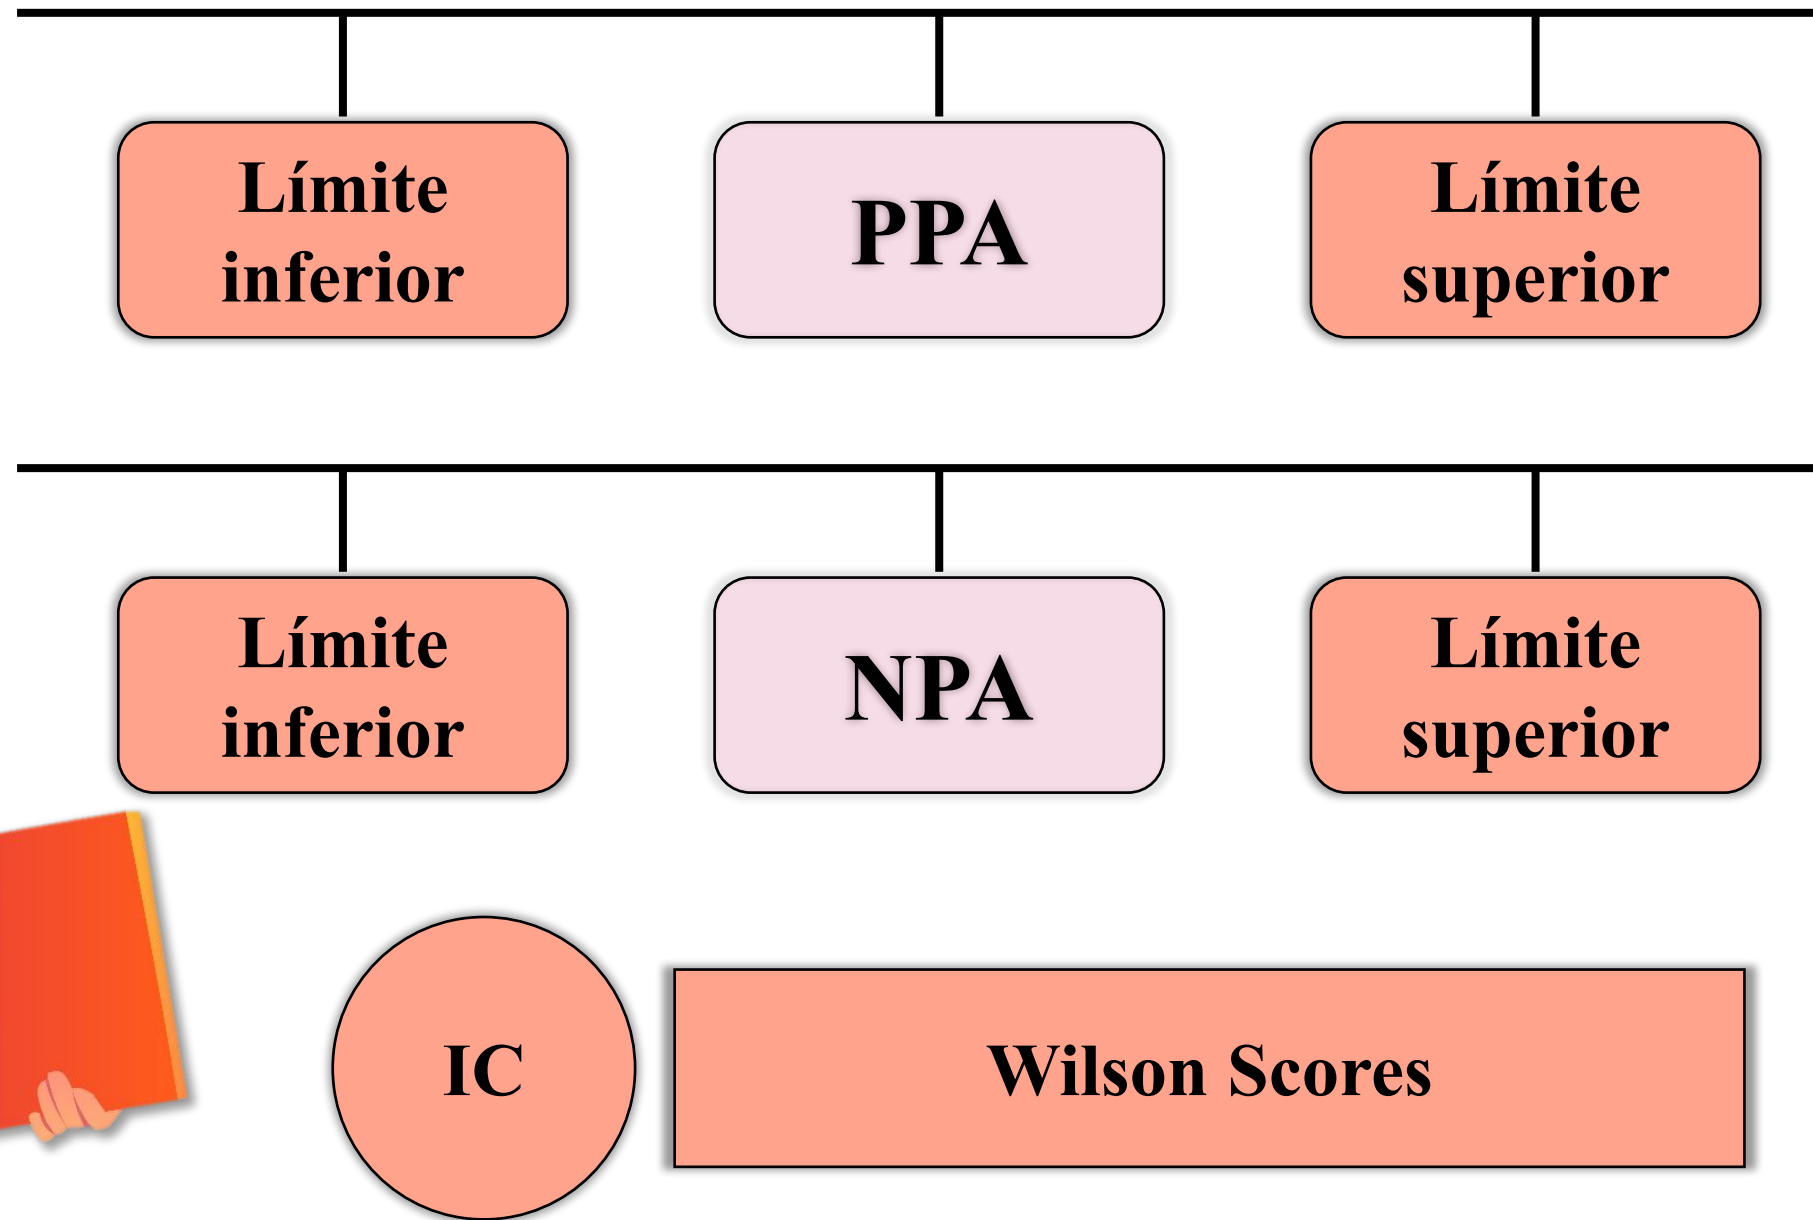 Límite
inferior
PPA
Límite
superior
Límite
inferior
NPA
Límite
superior
IC
Wilson Scores